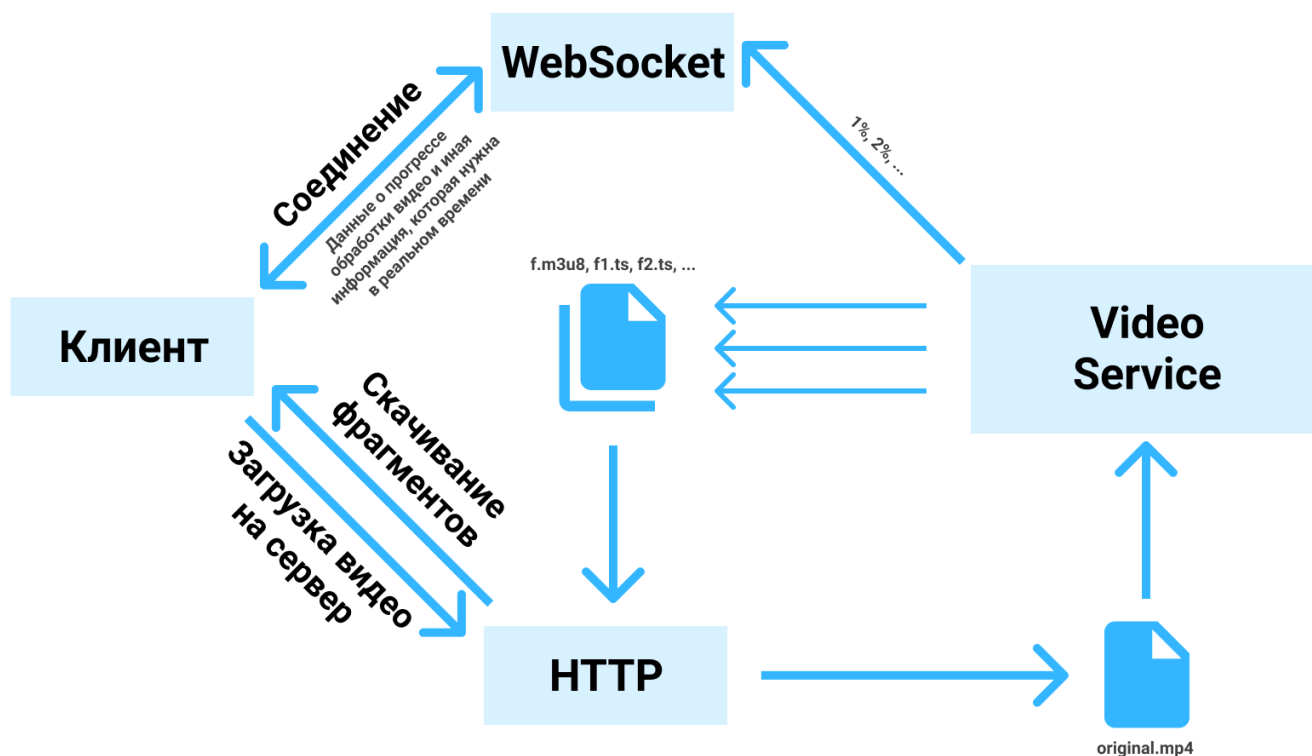 WebSocket
Соединение
Данные о прогрессе
обработки видео и иная
информация, которая нужна
в реальном времени
1%, 2%, ...
f.m3u8, f1.ts, f2.ts, ...
Клиент
Video
Service
Скачивание
фрагментов
Загрузка видео
на сервер
HTTP
original.mp4